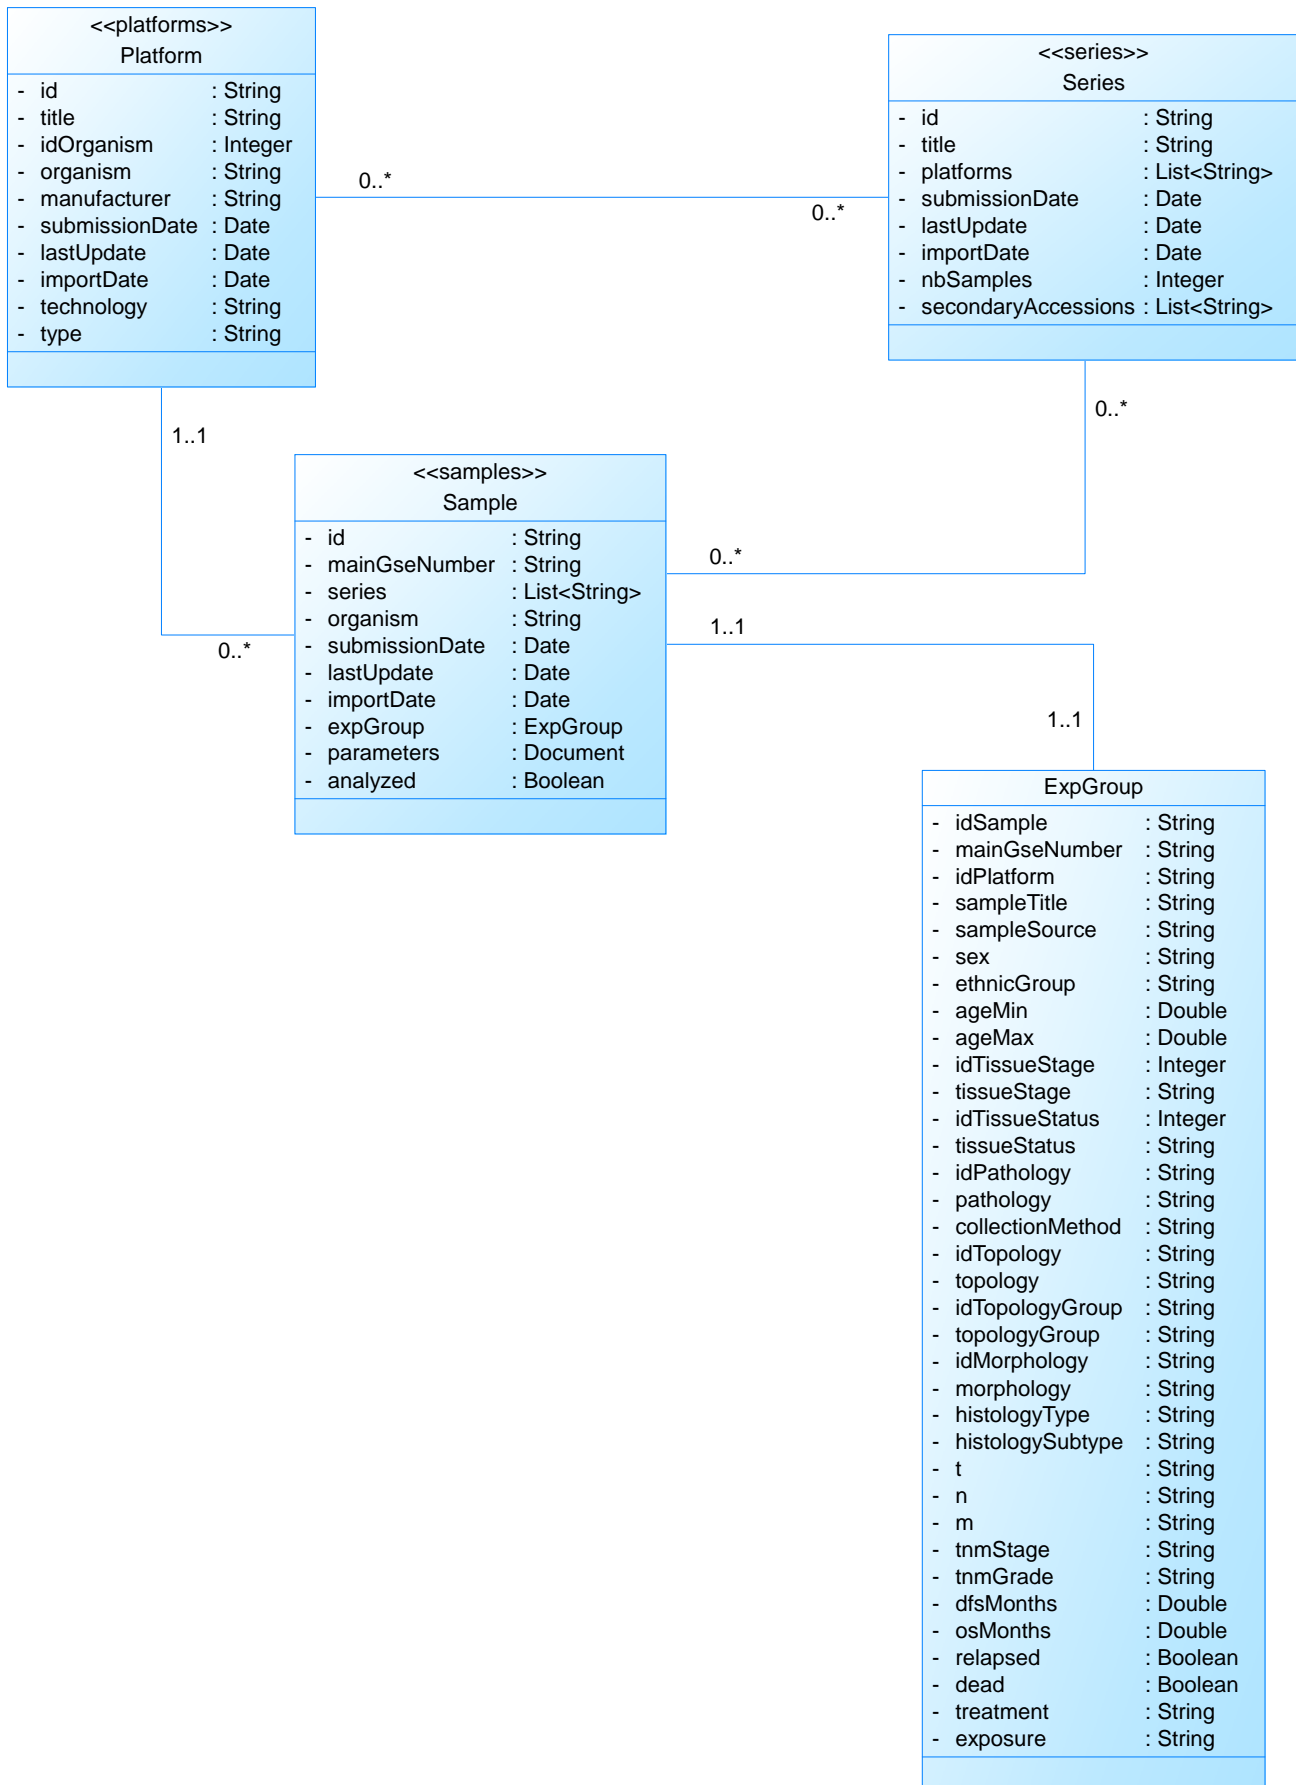 <<platforms>>
Platform
- id : String
- title : String
- idOrganism : Integer
- organism : String
- manufacturer : String
- submissionDate : Date
- lastUpdate : Date
- importDate : Date
- technology : String
- type : String
<<series>>
Series
- id : String
- title : String
- platforms : List<String>
- submissionDate : Date
- lastUpdate : Date
- importDate : Date
- nbSamples : Integer
- secondaryAccessions : List<String>
0..*
0..*
1..1
0..*
<<samples>>
Sample
- id : String
- mainGseNumber : String
- series : List<String>
- organism : String
- submissionDate : Date
- lastUpdate : Date
- importDate : Date
- expGroup : ExpGroup
- parameters : Document
- analyzed : Boolean
0..*
0..*
1..1
1..1
ExpGroup
- idSample : String
- mainGseNumber : String
- idPlatform : String
- sampleTitle : String
- sampleSource : String
- sex : String
- ethnicGroup : String
- ageMin : Double
- ageMax : Double
- idTissueStage : Integer
- tissueStage : String
- idTissueStatus : Integer
- tissueStatus : String
- idPathology : String
- pathology : String
- collectionMethod : String
- idTopology : String
- topology : String
- idTopologyGroup : String
- topologyGroup : String
- idMorphology : String
- morphology : String
- histologyType : String
- histologySubtype : String
- t : String
- n : String
- m : String
- tnmStage : String
- tnmGrade : String
- dfsMonths : Double
- osMonths : Double
- relapsed : Boolean
- dead : Boolean
- treatment : String
- exposure : String